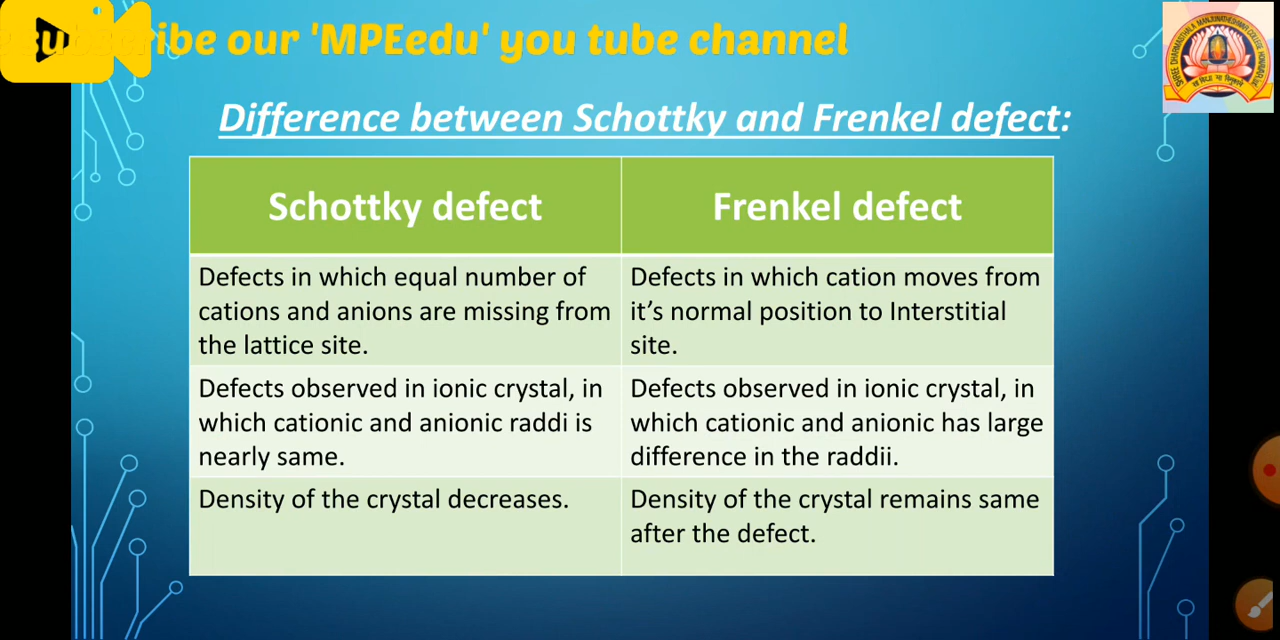 ibe our 'MPEedu' you tube channel
Difference between Schottky and Frenkel defect:
Schottky defect
Frenkel defect
Defects in which equal number of
cations and anions are missing from
the lattice site.
Defects in which cation moves from
it's normal position to Interstitial
site.
Defects observed in ionic crystal, in
which cationic and anionic raddi is
nearly same.
Defects observed in ionic crystal, in
which cationic and anionic has large
difference in the raddii.
Density of the crystal decreases.
Density of the crystal remains same
after the defect.